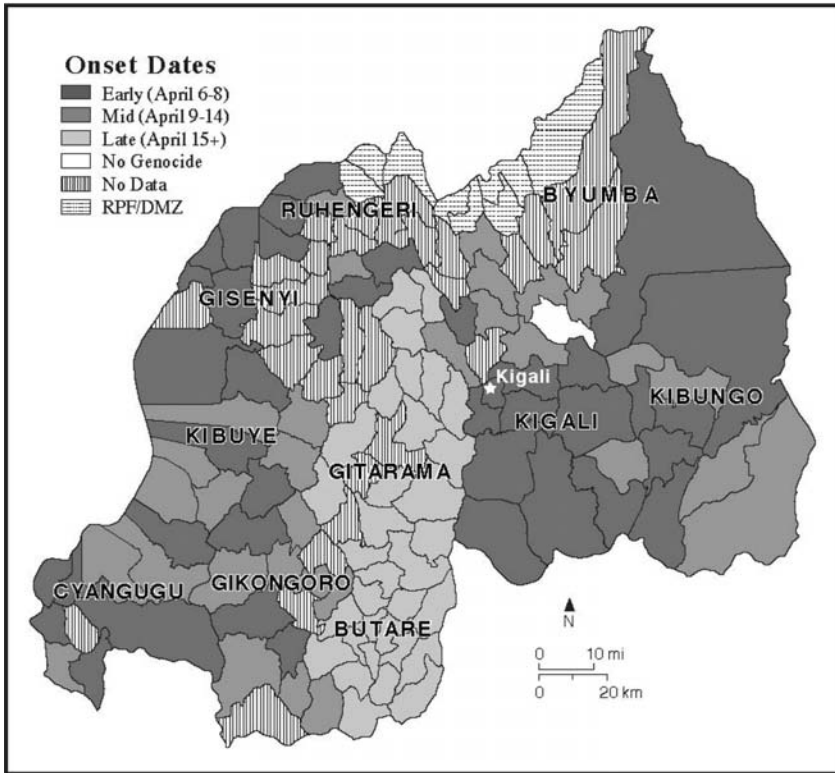 Onset Dates
Early (April 6-8)
Mid (April 9-14)
Late (April 15+)
No Genocide
No Data
RPF/DMZ
RUHENGERI
BYUMBA
GISENYI
Kigali
KIBUNGO
KIBUYE
KIGALI
GITARAMA
CYANGUGU
GIKONGORO
BUTARE
N
0 10 mi
0 20 km